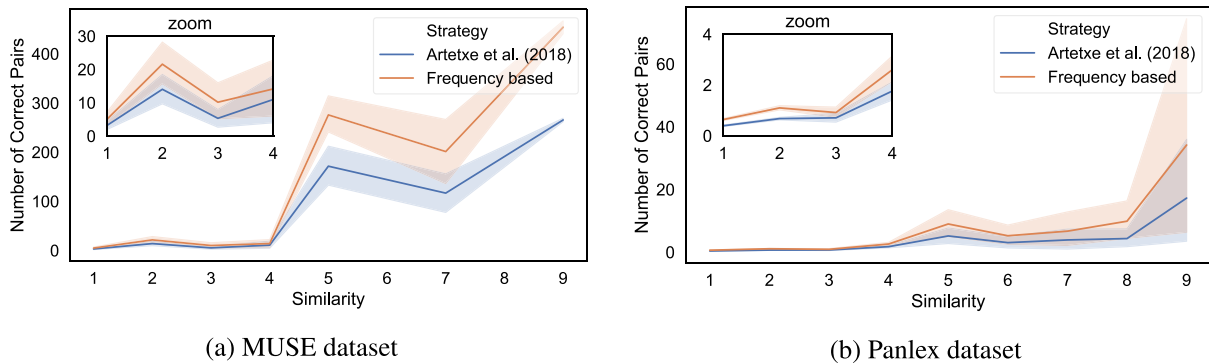 zoom
30
20
10
0
1 2 3 4
Strategy
Artetxe et al. (2018)
Frequency based
Number of Correct Pairs
400
300
200
100
0
1 2 3 4 5 6 7 8 9
Similarity
(a) MUSE dataset
zoom
4
2
0
1 2 3 4
Strategy
Artetxe et al. (2018)
Frequency based
Number of Correct Pairs
60
40
20
0
1 2 3 4 5 6 7 8 9
Similarity
(b) Panlex dataset